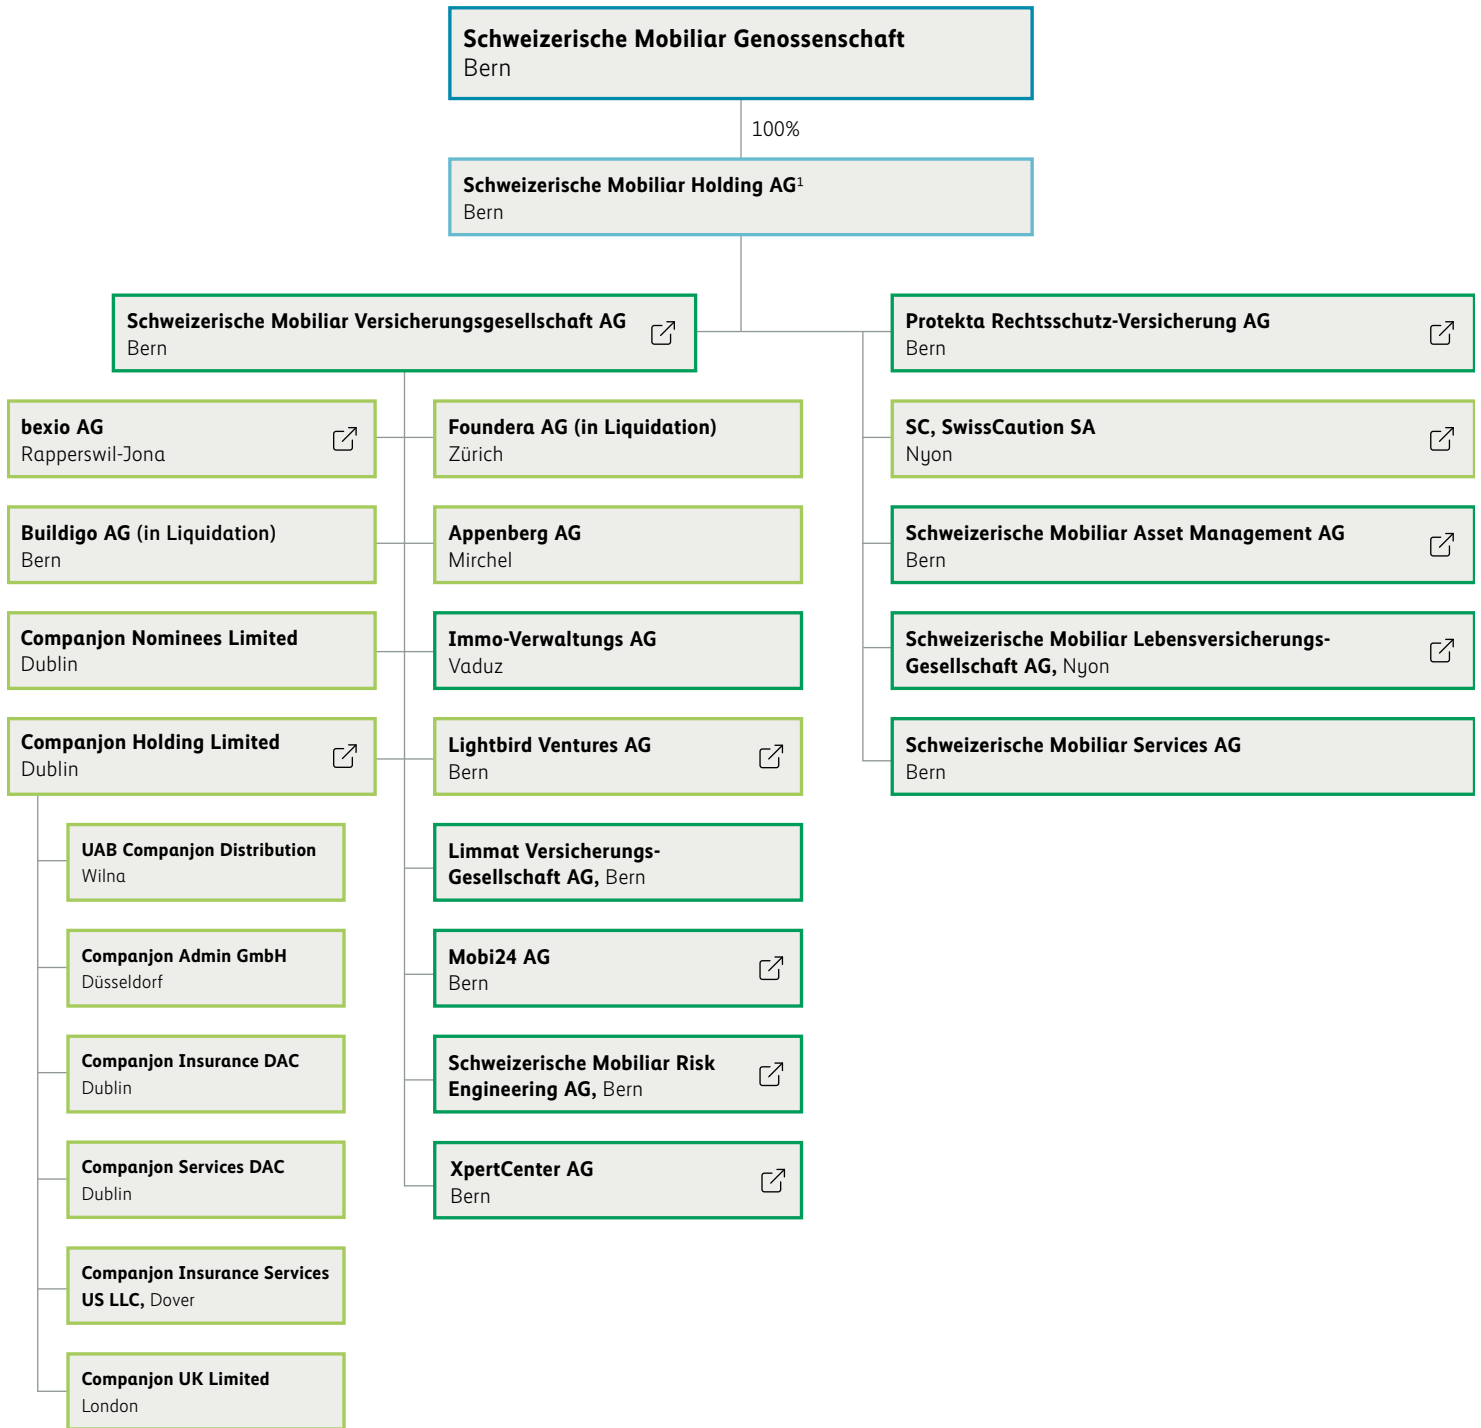 Schweizerische Mobiliar Genossenschaft
Bern
100%
Schweizerische Mobiliar Holding AG¹
Bern
Schweizerische Mobiliar Versicherungsgesellschaft AG
Bern
bexio AG
Rapperswil-Jona
Buildigo AG (in Liquidation)
Bern
Companjon Nominees Limited
Dublin
Companjon Holding Limited
Dublin
UAB Companjon Distribution
Wilna
Companjon Admin GmbH
Düsseldorf
Companjon Insurance DAC
Dublin
Companjon Services DAC
Dublin
Companjon Insurance Services
US LLC, Dover
Companjon UK Limited
London
Foundera AG (in Liquidation)
Zürich
Appenberg AG
Mirchel
Immo-Verwaltungs AG
Vaduz
Lightbird Ventures AG
Bern
Limmat Versicherungs-
Gesellschaft AG, Bern
Mobi24 AG
Bern
Schweizerische Mobiliar Risk
Engineering AG, Bern
XpertCenter AG
Bern
Protekta Rechtsschutz-Versicherung AG
Bern
SC, SwissCaution SA
Nyon
Schweizerische Mobiliar Asset Management AG
Bern
Schweizerische Mobiliar Lebensversicherungs-
Gesellschaft AG, Nyon
Schweizerische Mobiliar Services AG
Bern